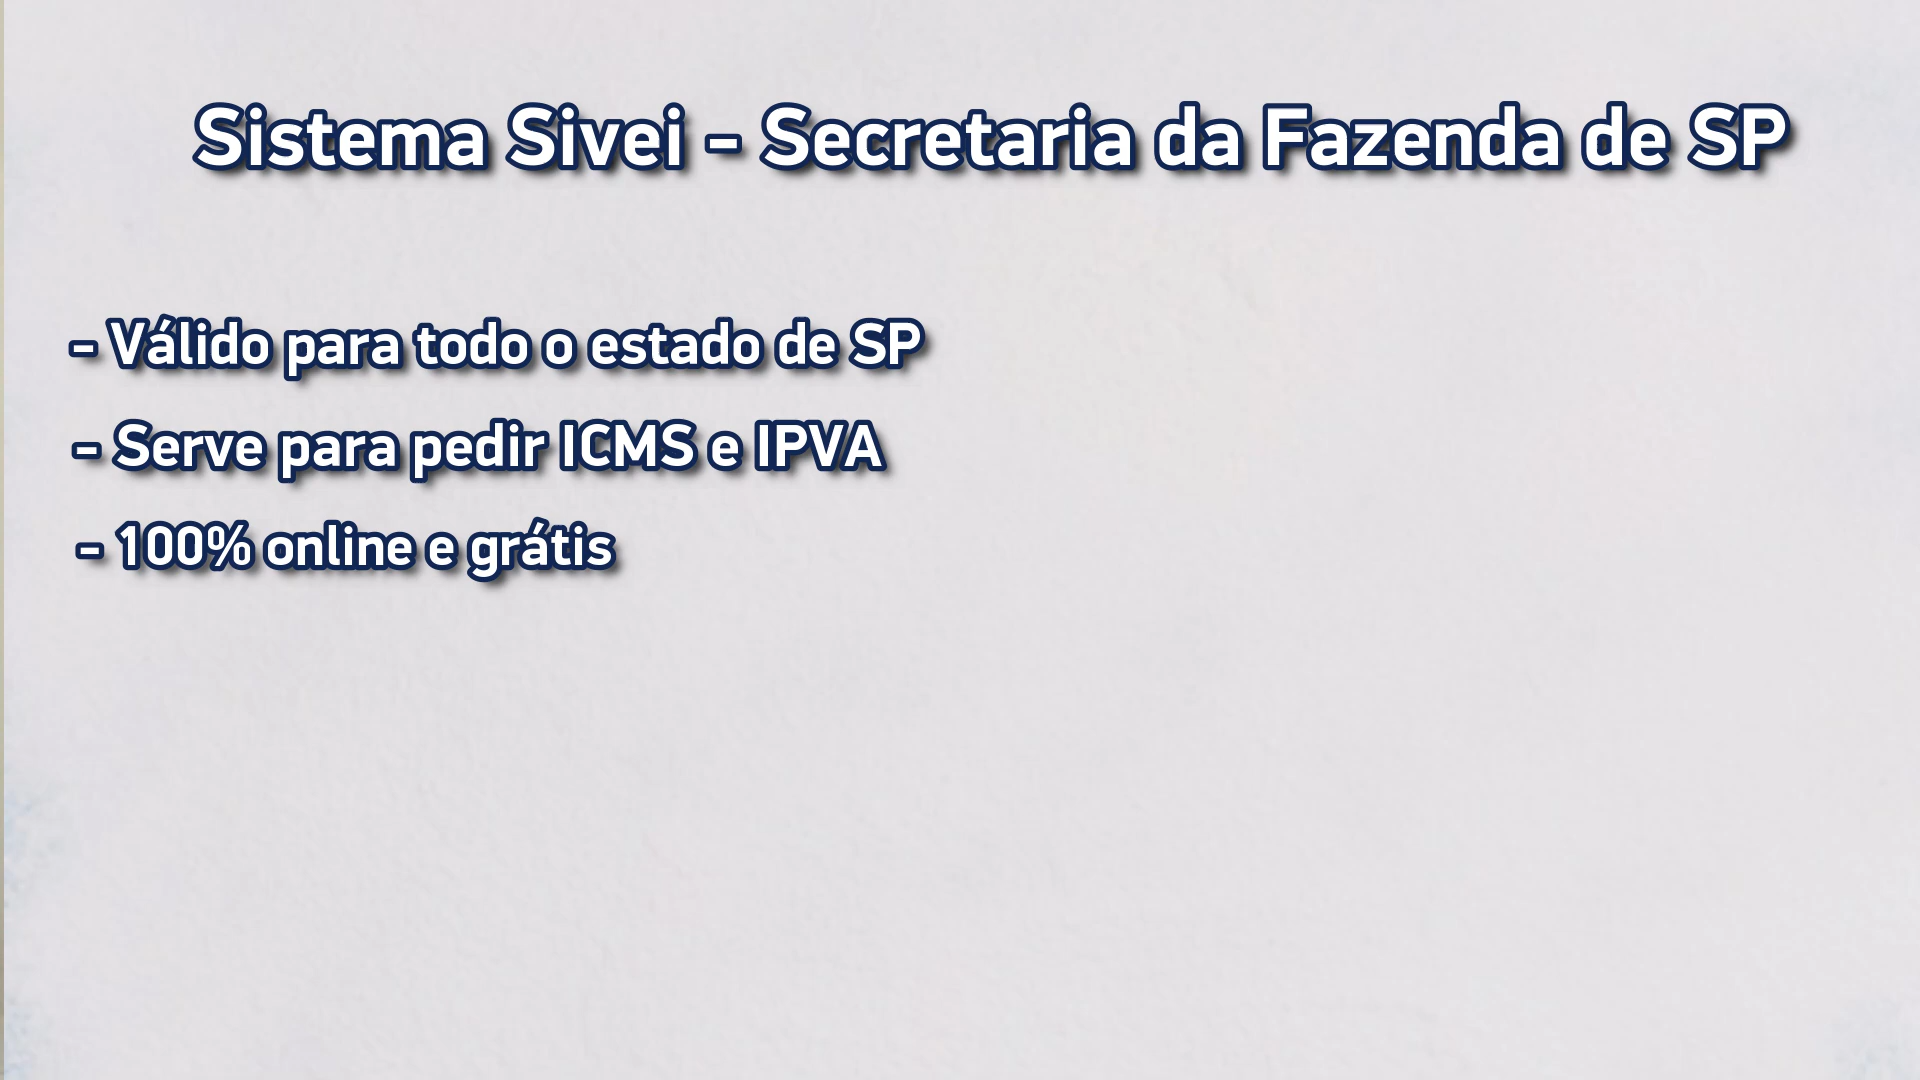 Sistema Sivei - Secretaria da Fazenda de SP
- Válido para todo o estado de SP
- Serve para pedir ICMS e IPVA
- 100% online e grátis